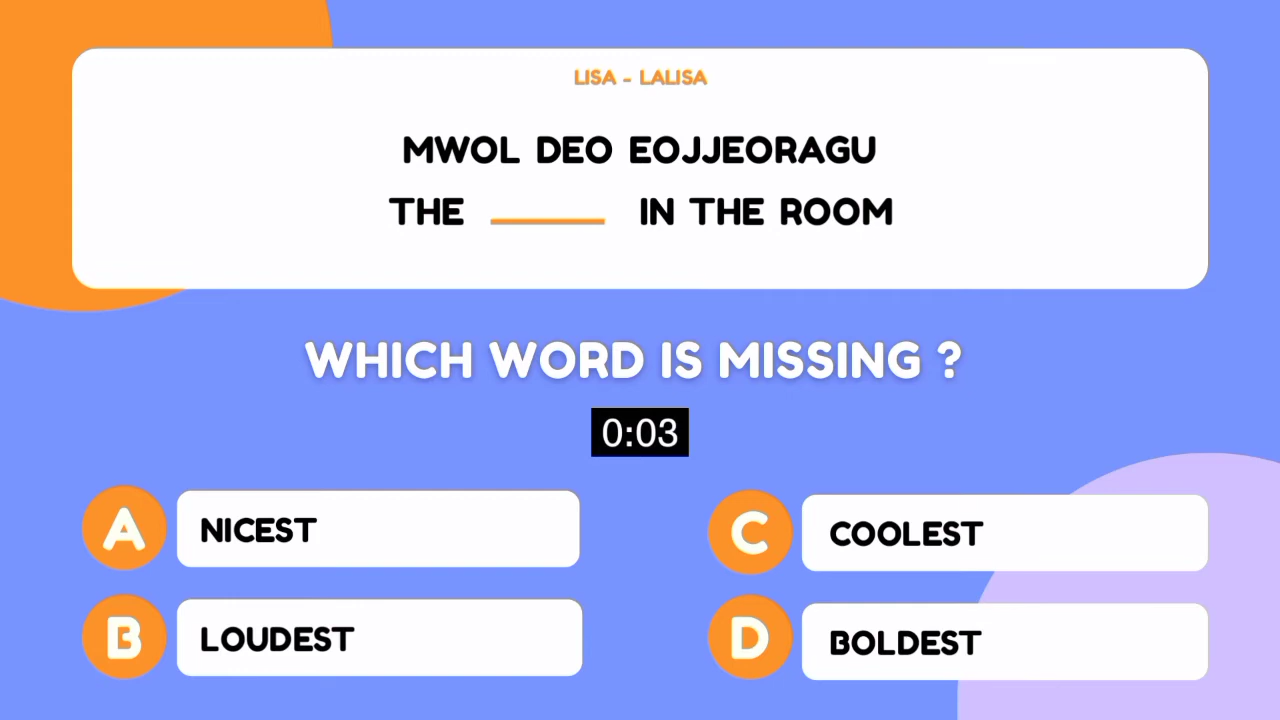 LISA - LALISA
MWOL DEO EOJJEORAGU
THE _____ IN THE ROOM
WHICH WORD IS MISSING ?
0:03
A NICEST
B LOUDEST
C COOLEST
D BOLDEST